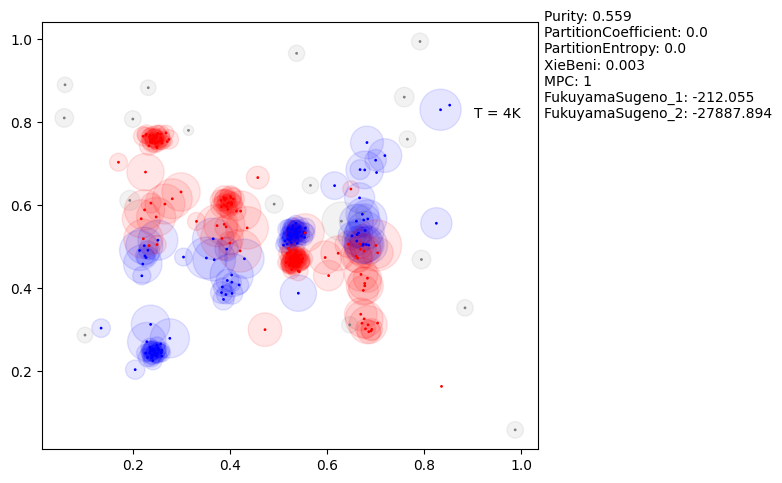 Purity: 0.559
PartitionCoefficient: 0.0
PartitionEntropy: 0.0
XieBeni: 0.003
MPC: 1
FukuyamaSugeno_1: -212.055
FukuyamaSugeno_2: -27887.894
T = 4K
1.0
0.8
0.6
0.4
0.2
0.2
0.4
0.6
0.8
1.0